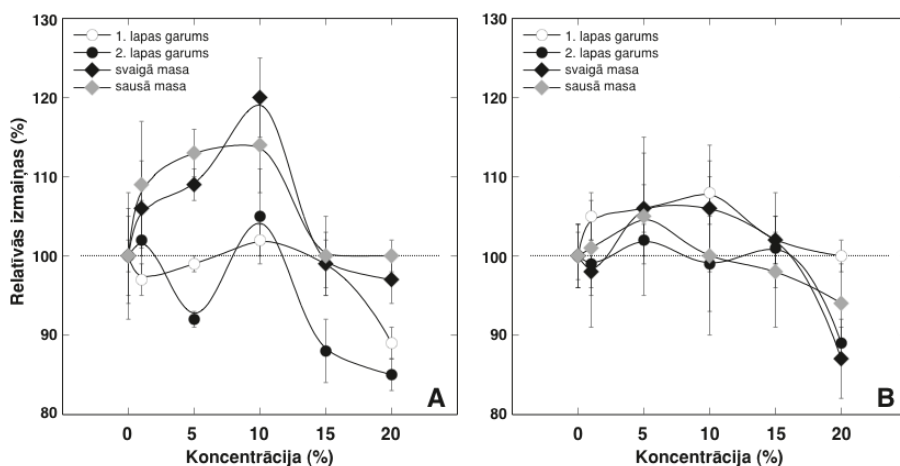 130
120
110
100
90
80
Relatīvās izmaiņas (%)
1. lapas garums
2. lapas garums
svaigā masa
sausā masa
A
0 5 10 15 20
Koncentrācija (%)
130
120
110
100
90
80
1. lapas garums
2. lapas garums
svaigā masa
sausā masa
B
0 5 10 15 20
Koncentrācija (%)